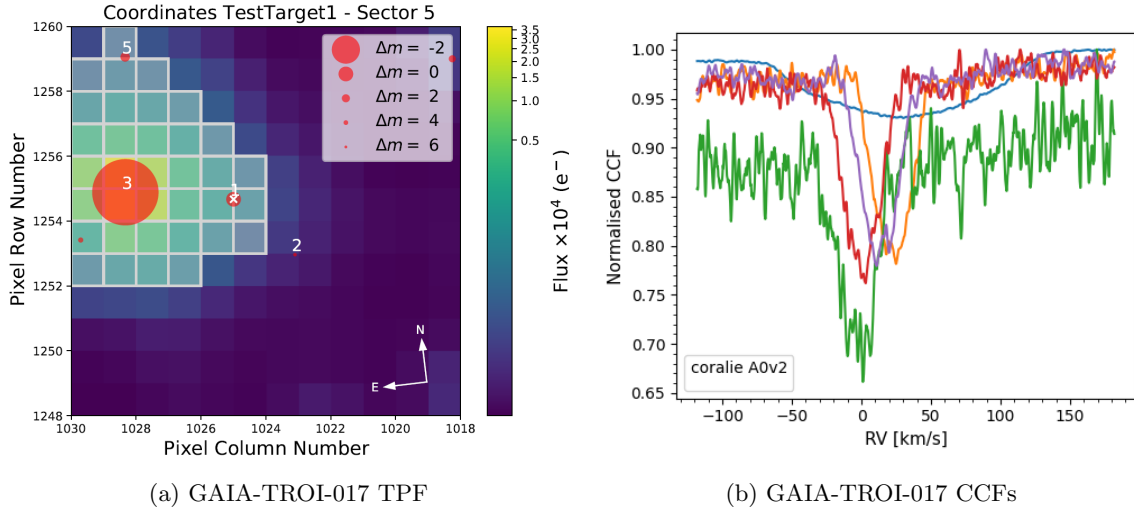 Coordinates TestTarget1 - Sector 5
Pixel Row Number
1260
1258
1256
1254
1252
1250
1248
1030
1028
1026
1024
1022
1020
1018
Pixel Column Number
5
3
1
2
Δm = -2
Δm = 0
Δm = 2
Δm = 4
Δm = 6
N
E
3.5
3.0
2.5
2.0
1.5
1.0
0.5
Flux ×10⁴ (e⁻)
(a) GAIA-TROI-017 TPF
Normalised CCF
1.00
0.95
0.90
0.85
0.80
0.75
0.70
0.65
coralie A0v2
−100
−50
0
50
100
150
RV [km/s]
(b) GAIA-TROI-017 CCFs